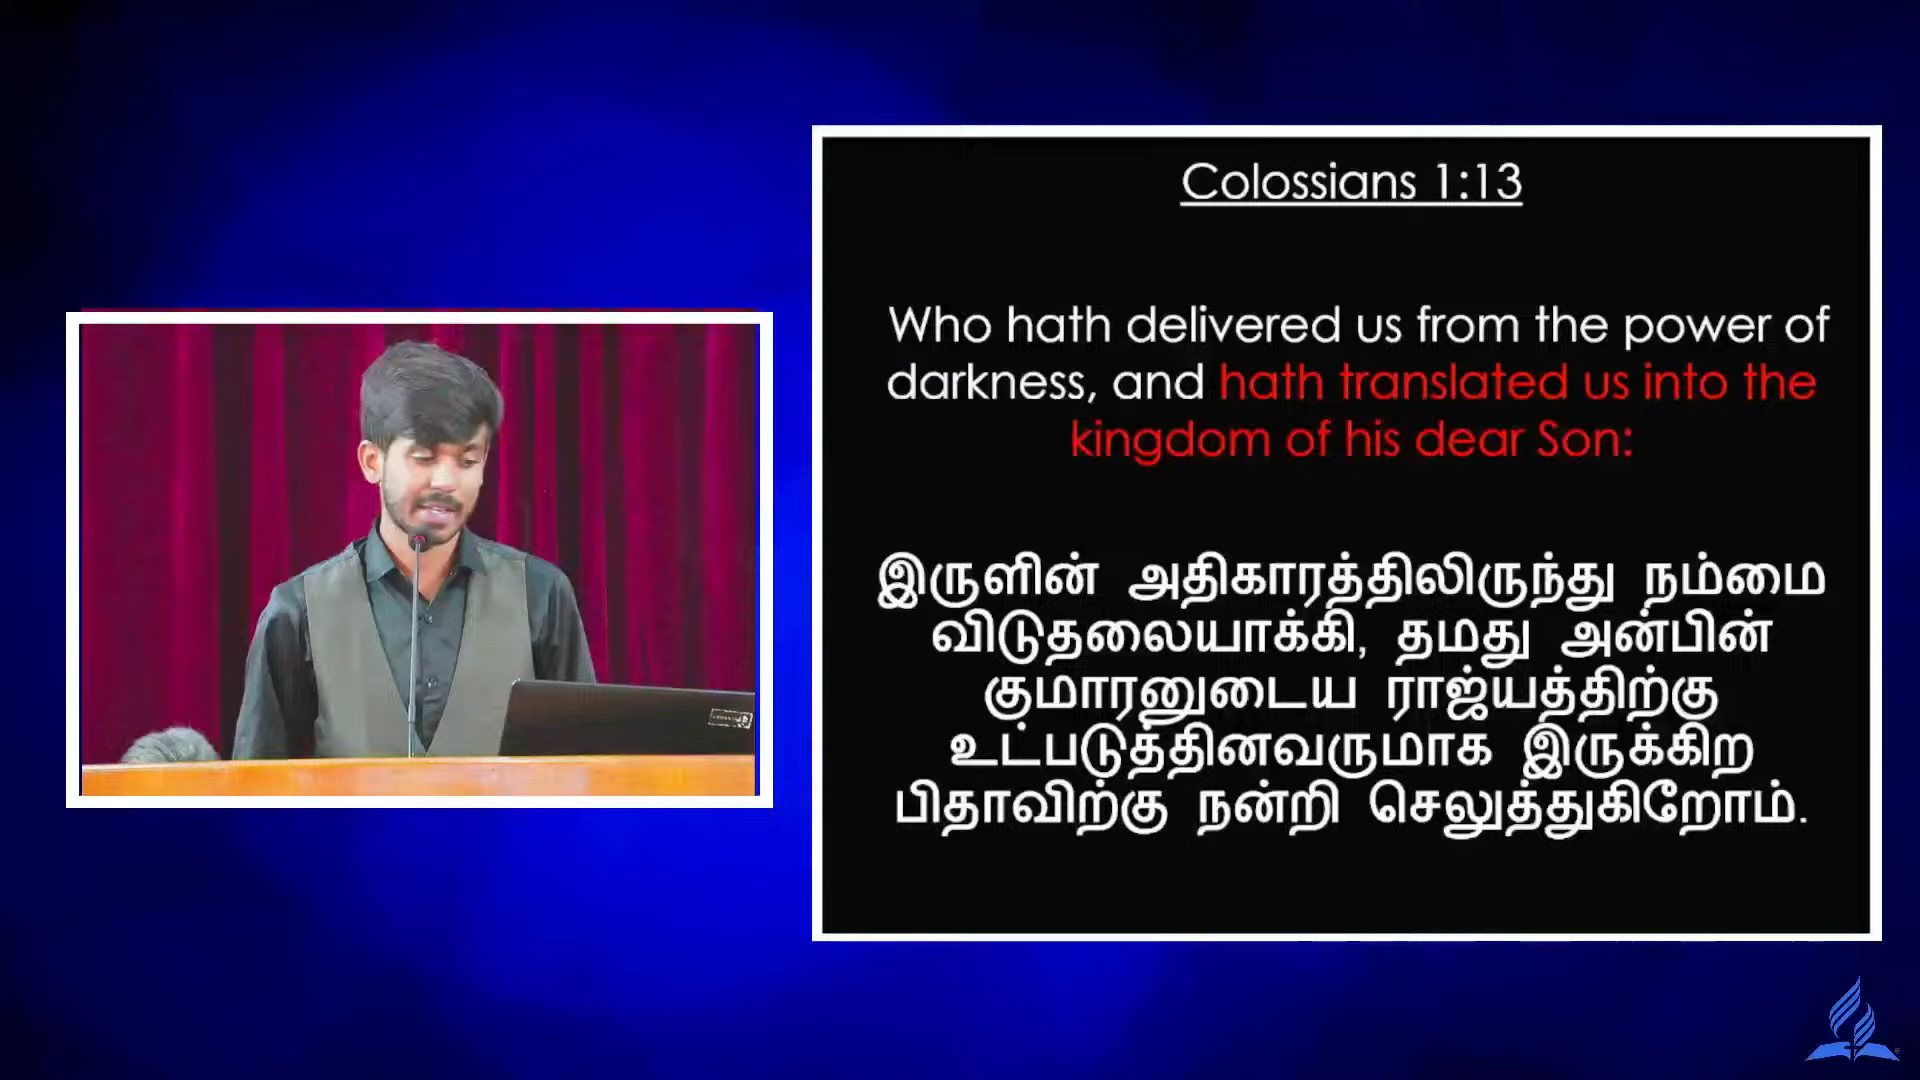 Colossians 1:13
Who hath delivered us from the power of
darkness, and hath translated us into the
kingdom of his dear Son:
இருளின் அதிகாரத்திலிருந்து நம்மை
விடுதலையாக்கி, தமது அன்பின்
குமாரனுடைய ராஜ்யத்திற்கு
உட்படுத்தினவருமாக இருக்கிற
பிதாவிற்கு நன்றி செலுத்துகிறோம்.